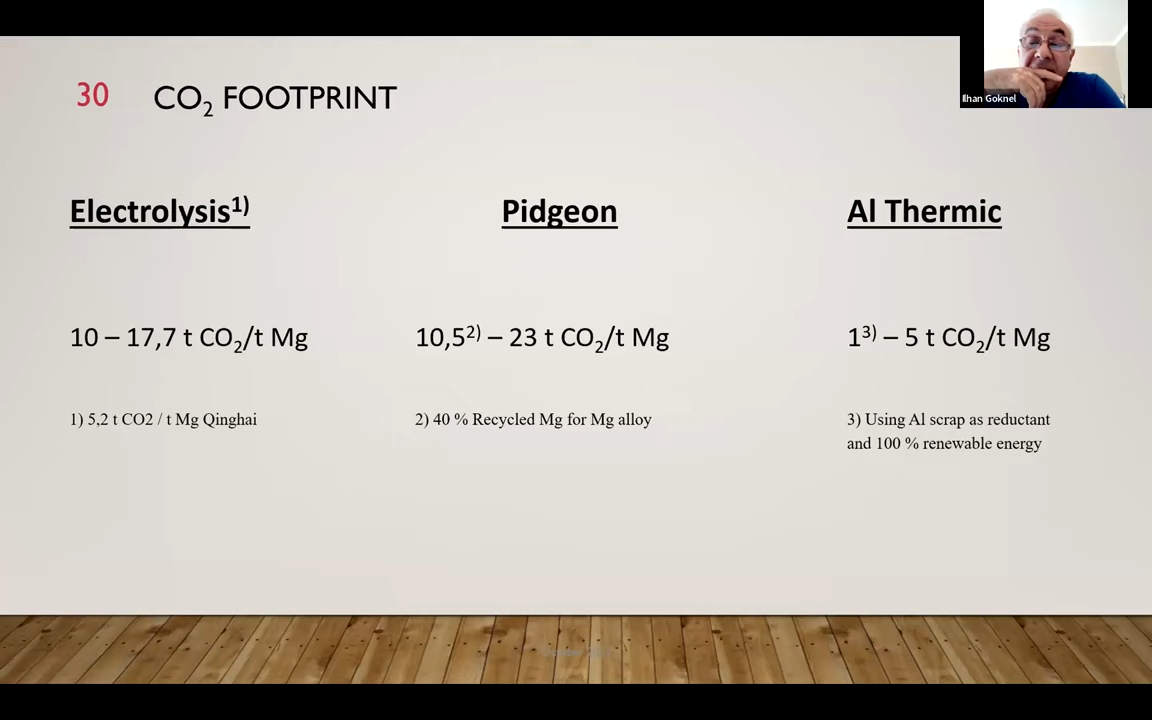 30 CO₂ FOOTPRINT
Ilhan Goknel
Electrolysis¹⁾ Pidgeon Al Thermic
10 – 17,7 t CO₂/t Mg 10,5²⁾ – 23 t CO₂/t Mg 1³⁾ – 5 t CO₂/t Mg
1) 5,2 t CO2 / t Mg Qinghai 2) 40 % Recycled Mg for Mg alloy 3) Using Al scrap as reductant
and 100 % renewable energy